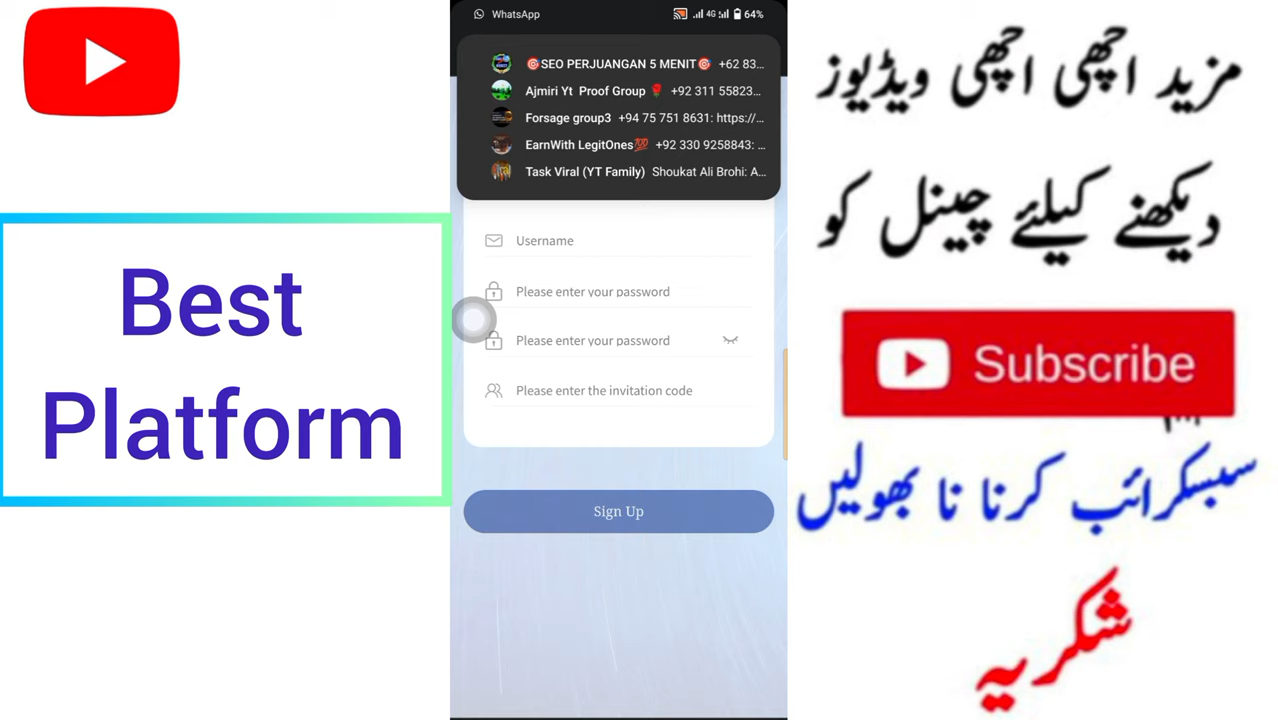 WhatsApp
4G
64%
🎯SEO PERJUANGAN 5 MENIT🎯 +62 83...
Ajmiri Yt Proof Group 🌹 +92 311 55823...
Forsage group3 +94 75 751 8631: https://...
EarnWith LegitOnes💯 +92 330 9258843: ...
Task Viral (YT Family) Shoukat Ali Brohi: A...
Username
Please enter your password
Please enter your password
Please enter the invitation code
Sign Up
Best
Platform
مزید اچھی اچھی ویڈیوز
دیکھنے کیلئے چینل کو
Subscribe
سبسکرائب کرنا نا بھولیں
شکریہ